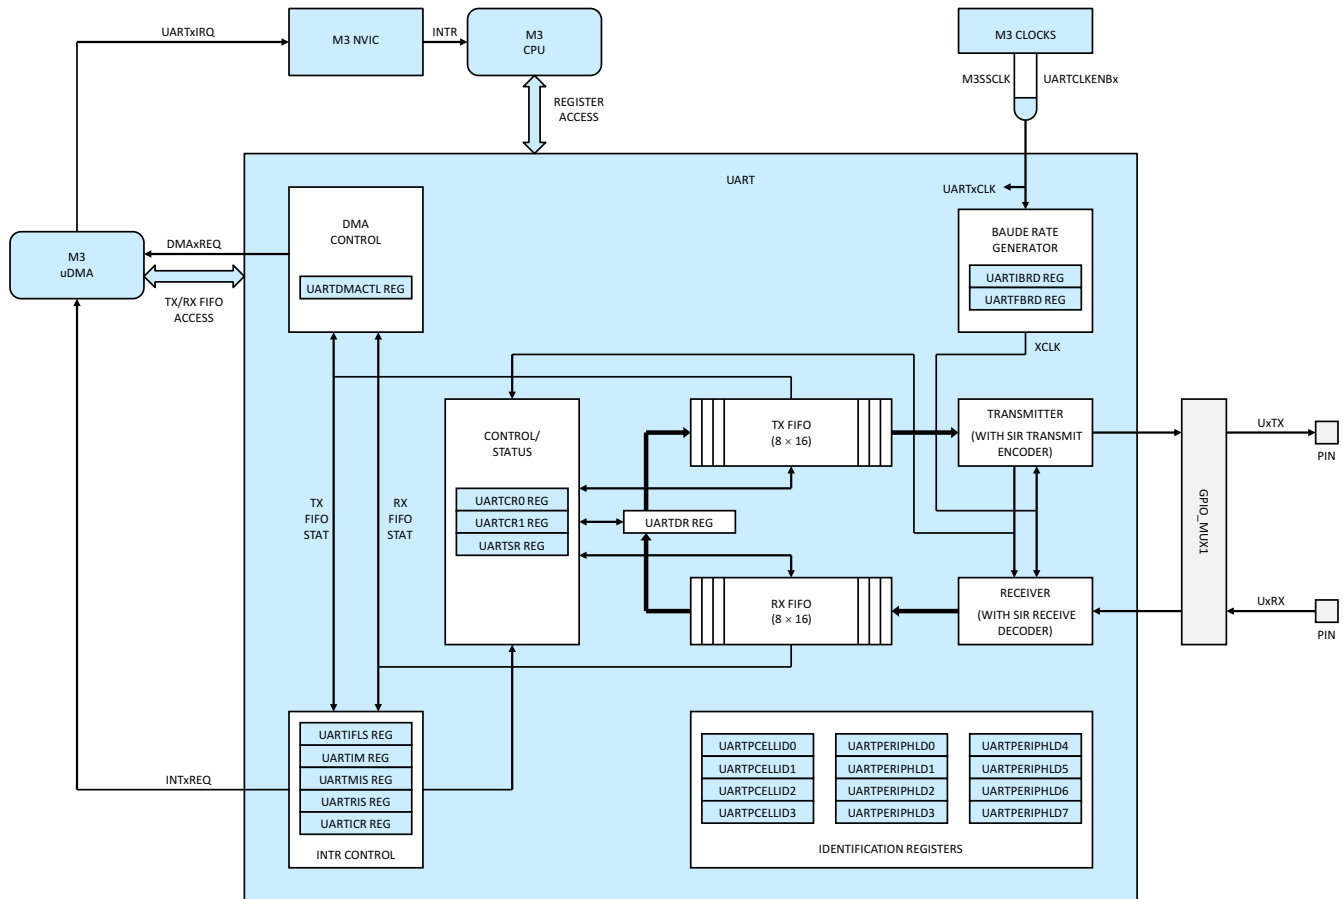 UARTxIRQ
M3 NVIC
INTR
M3
CPU
M3 CLOCKS
M3SSCLK
UARTCLKENBx
REGISTER
ACCESS
UART
UARTxCLK
DMA
CONTROL
UARTDMACTL REG
BAUDE RATE
GENERATOR
UARTIBRD REG
UARTFBRD REG
M3
uDMA
DMAxREQ
TX/RX FIFO
ACCESS
XCLK
CONTROL/
STATUS
UARTCR0 REG
UARTCR1 REG
UARTSR REG
TX FIFO
(8 × 16)
TRANSMITTER
(WITH SIR TRANSMIT
ENCODER)
UxTX
PIN
TX
FIFO
STAT
RX
FIFO
STAT
UARTDR REG
GPIO_MUX1
RX FIFO
(8 × 16)
RECEIVER
(WITH SIR RECEIVE
DECODER)
UxRX
PIN
INTxREQ
UARTIFLS REG
UARTIM REG
UARTMIS REG
UARTRIS REG
UARTICR REG
INTR CONTROL
UARTPCELLID0
UARTPCELLID1
UARTPCELLID2
UARTPCELLID3
UARTPERIPHLD0
UARTPERIPHLD1
UARTPERIPHLD2
UARTPERIPHLD3
UARTPERIPHLD4
UARTPERIPHLD5
UARTPERIPHLD6
UARTPERIPHLD7
IDENTIFICATION REGISTERS